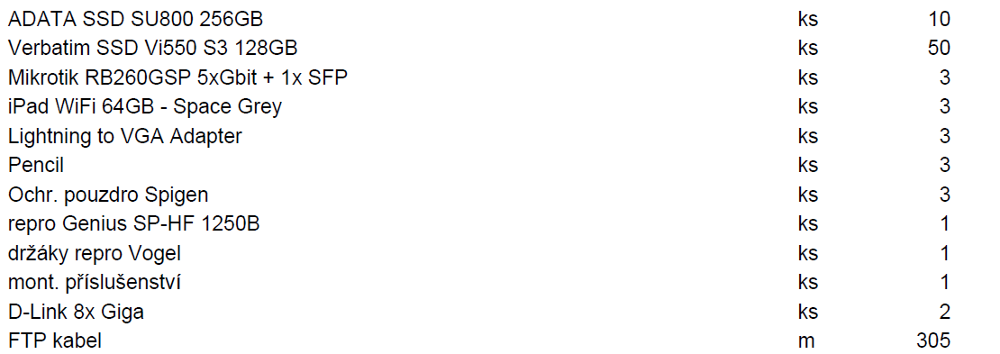 ADATA SSD SU800 256GB ks 10
Verbatim SSD Vi550 S3 128GB ks 50
Mikrotik RB260GSP 5xGbit + 1x SFP ks 3
iPad WiFi 64GB - Space Grey ks 3
Lightning to VGA Adapter ks 3
Pencil ks 3
Ochr. pouzdro Spigen ks 3
repro Genius SP-HF 1250B ks 1
držáky repro Vogel ks 1
mont. příslušenství ks 1
D-Link 8x Giga ks 2
FTP kabel m 305